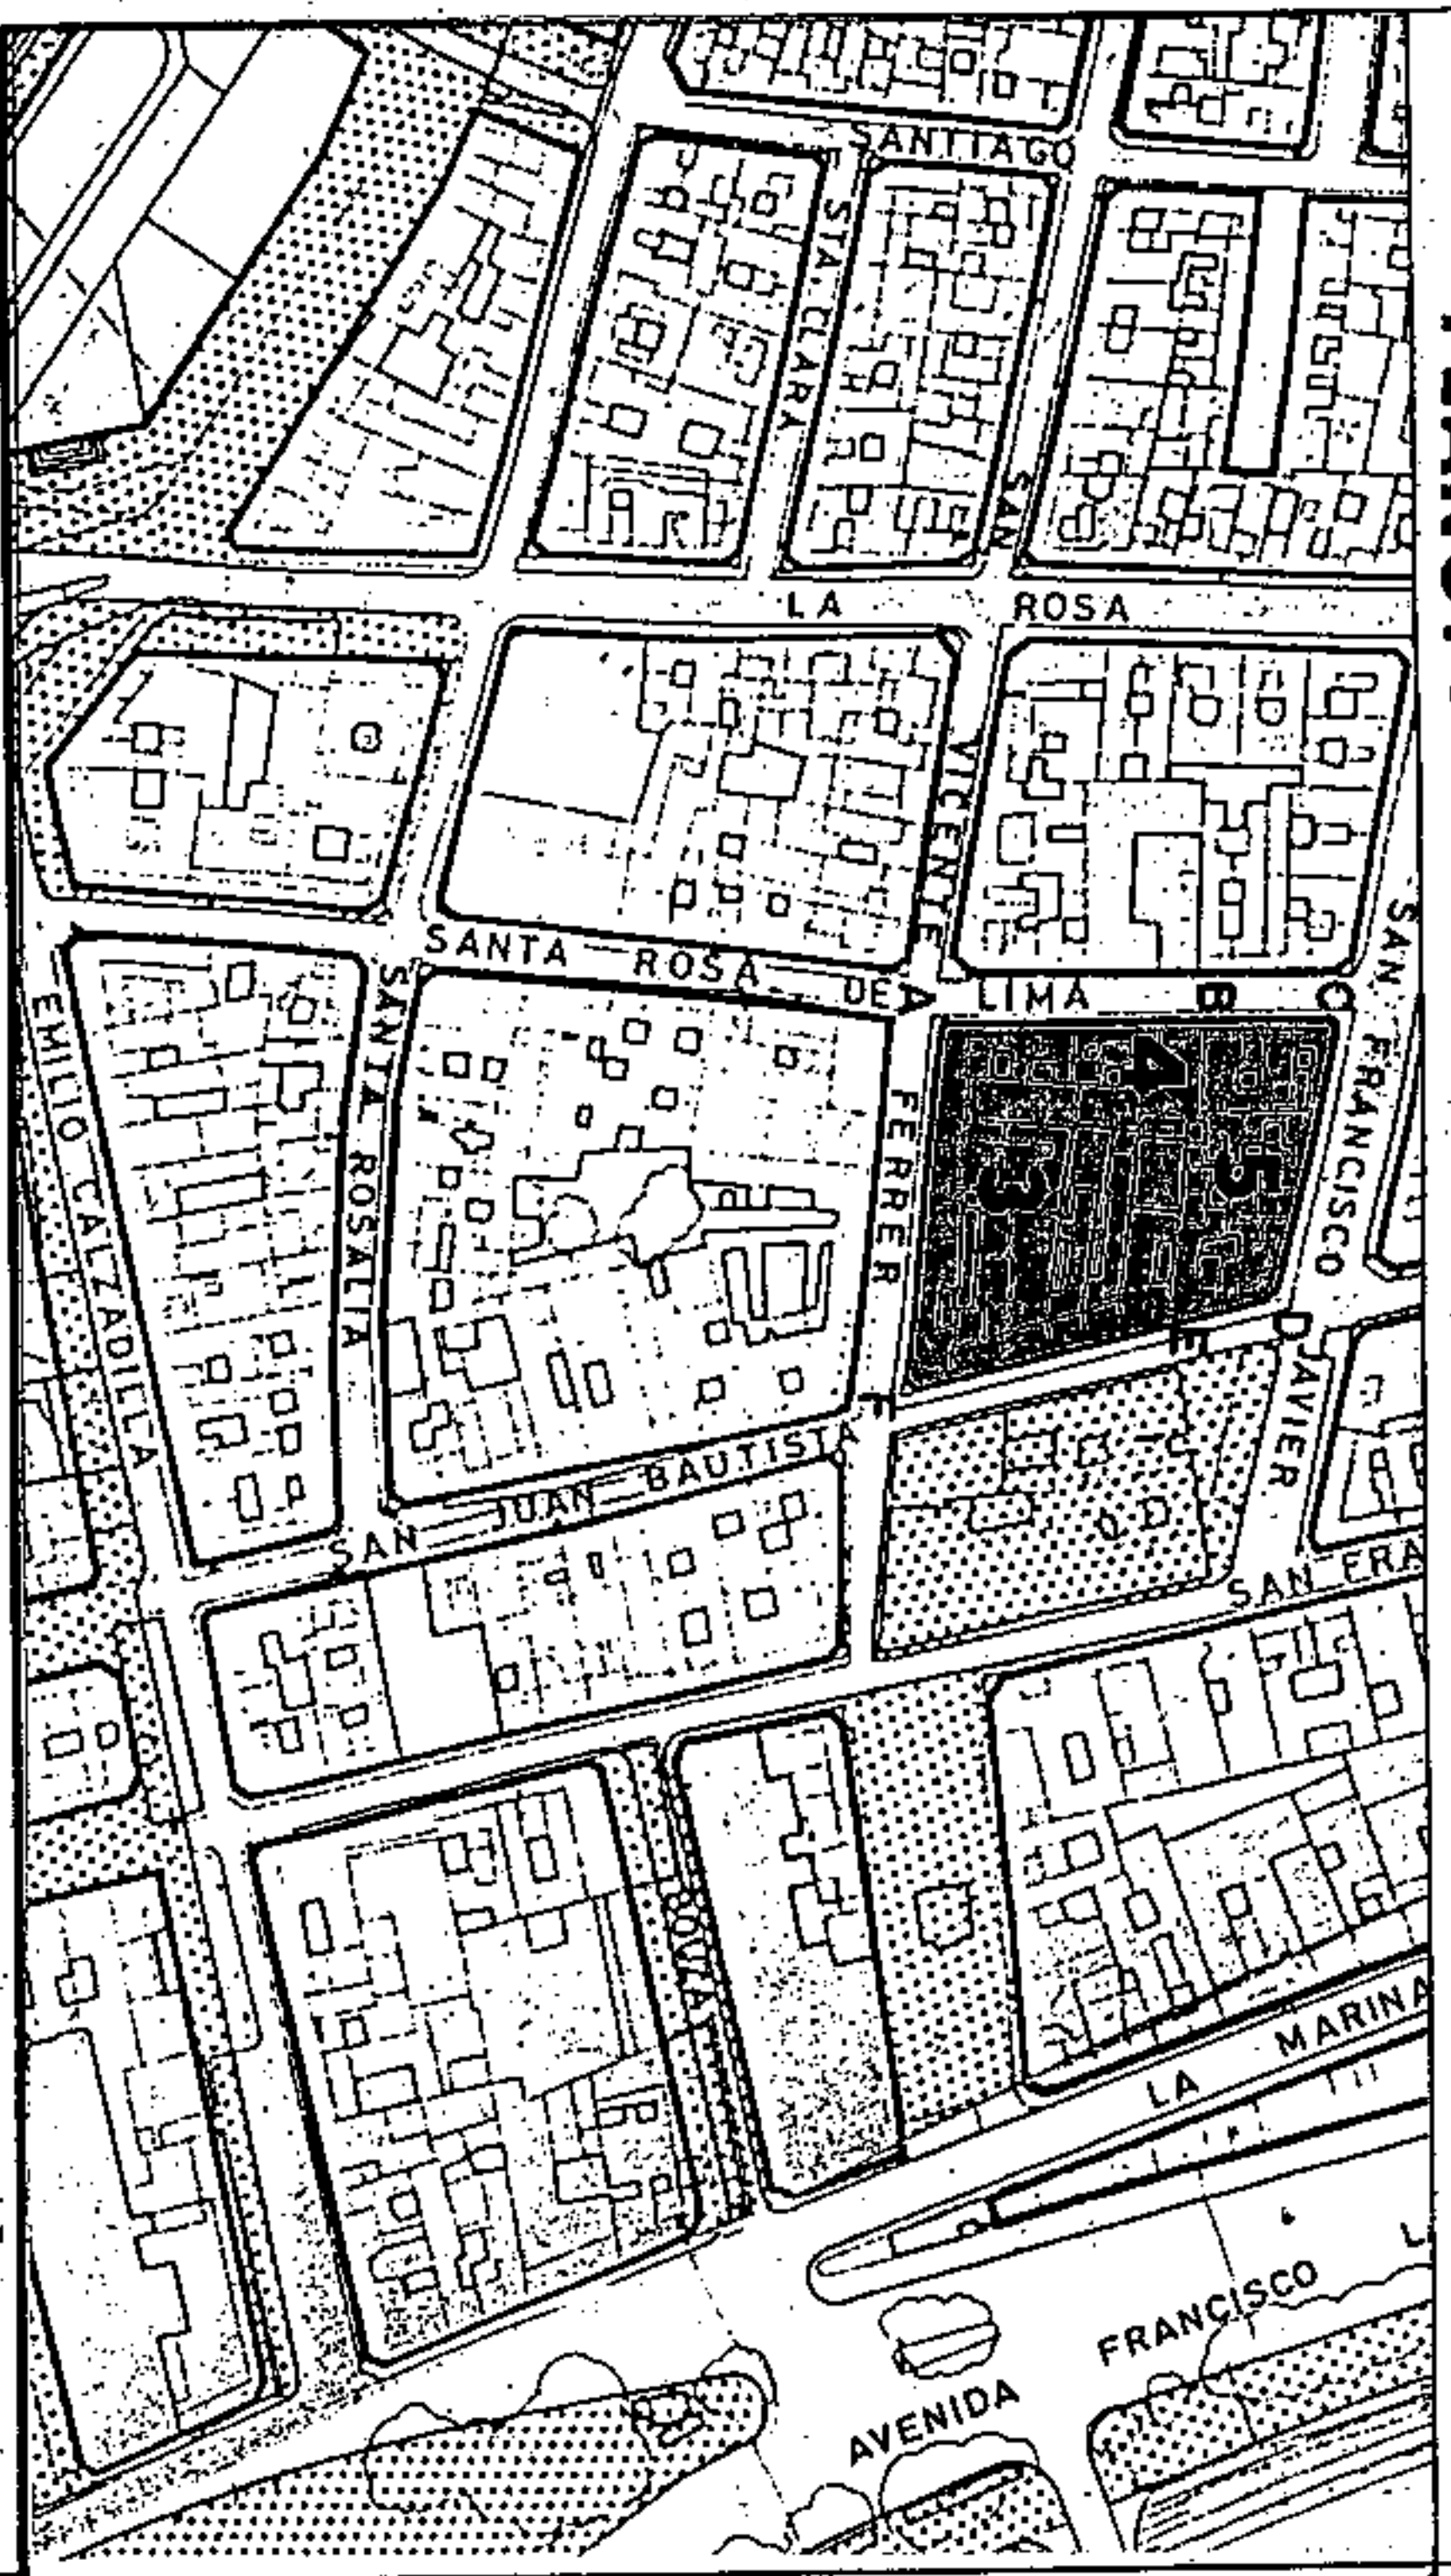 SANTIAGO
STA. CLARA
SAN VICENTE FERRER
LA ROSA
SANTA ROSA DE LIMA
A
B
C
SAN FRANCISCO JAVIER
4
5
3
D
E
F
EMILIO CALZADILLA
SANTA ROSALIA
SAN JUAN BAUTISTA
SAN FRA
LA MARINA
AVENIDA FRANCISCO L